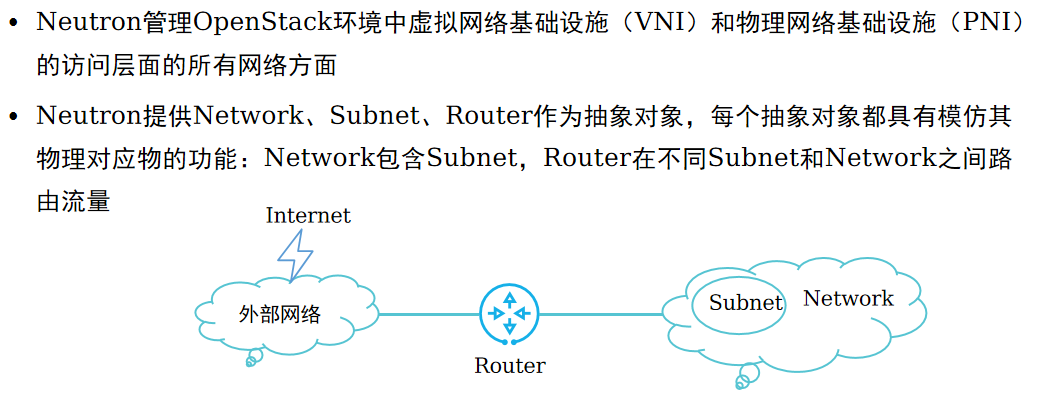 • Neutron管理OpenStack环境中虚拟网络基础设施（VNI）和物理网络基础设施（PNI）
的访问层面的所有网络方面
• Neutron提供Network、Subnet、Router作为抽象对象，每个抽象对象都具有模仿其
物理对应物的功能：Network包含Subnet，Router在不同Subnet和Network之间路
由流量
Internet
外部网络
Router
Subnet
Network